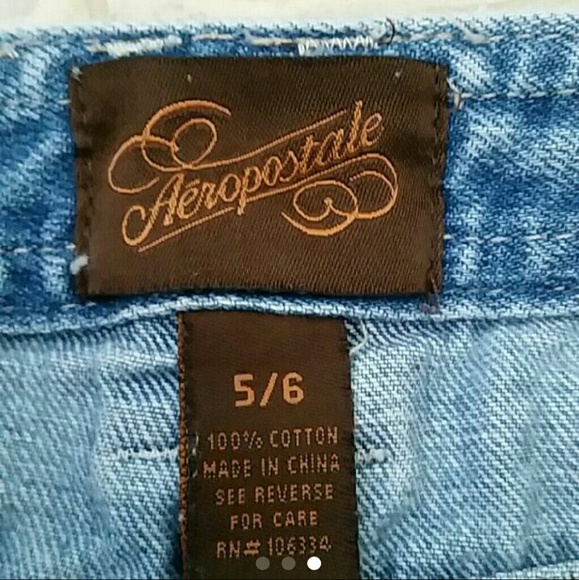 Aéropostale
5/6
100% COTTON
MADE IN CHINA
SEE REVERSE
FOR CARE
RN# 106334